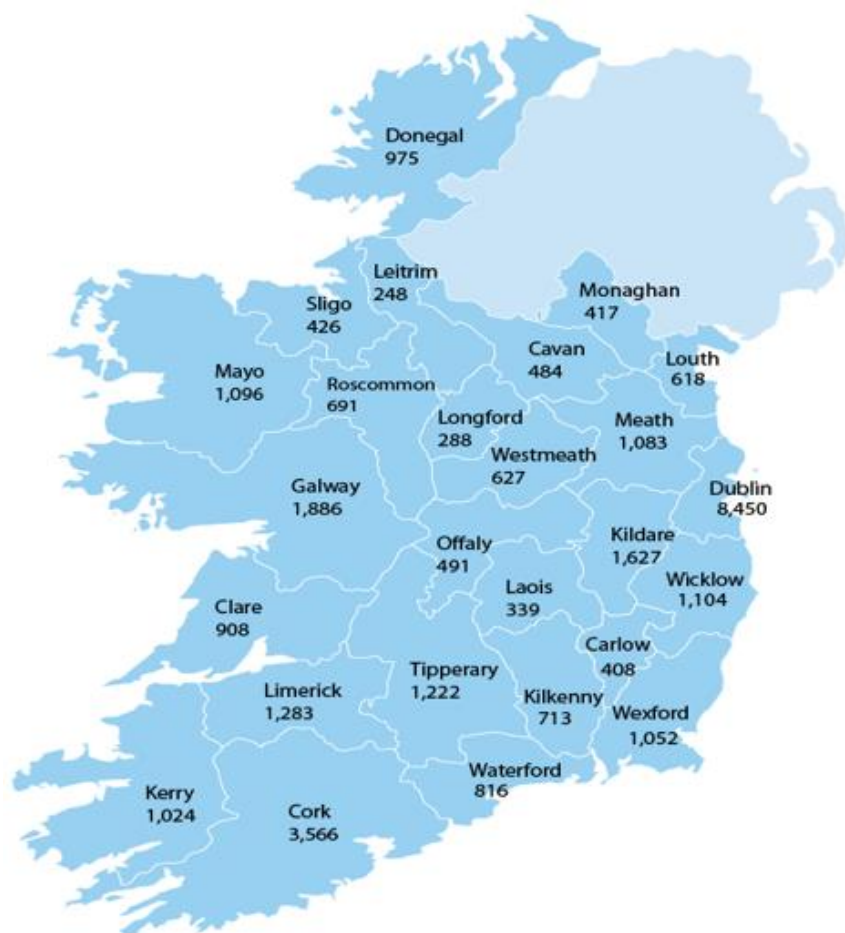 Donegal
975
Leitrim
248
Monaghan
417
Sligo
426
Cavan
484
Louth
618
Mayo
1,096
Roscommon
691
Longford
288
Meath
1,083
Westmeath
627
Galway
1,886
Dublin
8,450
Kildare
1,627
Offaly
491
Laois
339
Wicklow
1,104
Clare
908
Carlow
408
Tipperary
1,222
Limerick
1,283
Kilkenny
713
Wexford
1,052
Waterford
816
Kerry
1,024
Cork
3,566